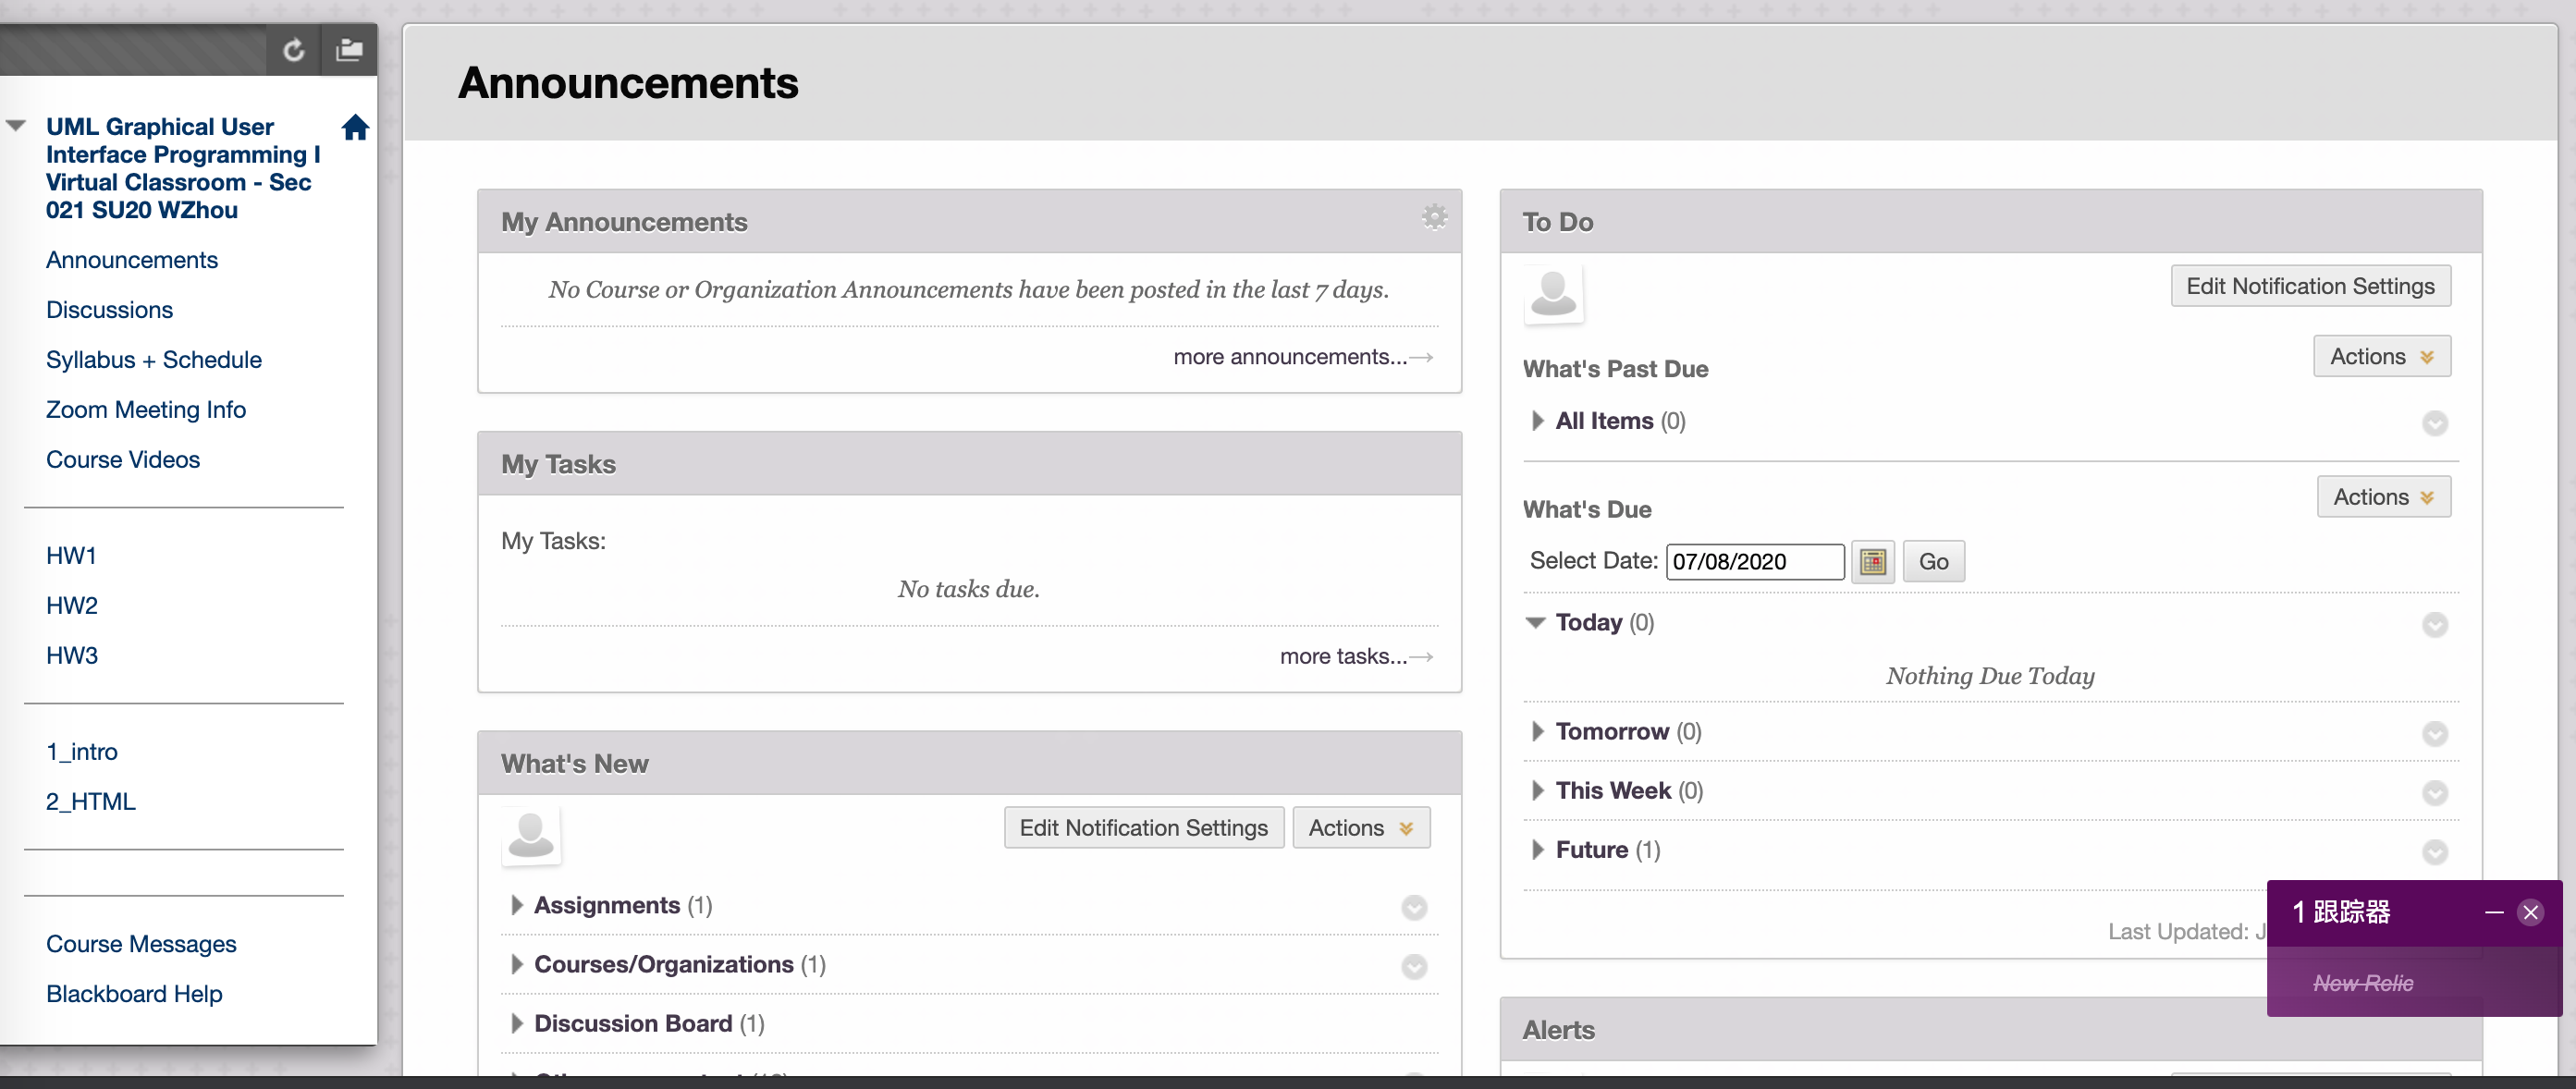 UML Graphical User
Interface Programming I
Virtual Classroom - Sec
021 SU20 WZhou
Announcements
Discussions
Syllabus + Schedule
Zoom Meeting Info
Course Videos
HW1
HW2
HW3
1_intro
2_HTML
Course Messages
Blackboard Help
Announcements
My Announcements
No Course or Organization Announcements have been posted in the last 7 days.
more announcements...→
My Tasks
My Tasks:
No tasks due.
more tasks...→
What's New
Edit Notification Settings
Actions
Assignments (1)
Courses/Organizations (1)
Discussion Board (1)
To Do
Edit Notification Settings
Actions
What's Past Due
All Items (0)
Actions
What's Due
Select Date: 07/08/2020 Go
Today (0)
Nothing Due Today
Tomorrow (0)
This Week (0)
Future (1)
Last Updated: J
1 跟踪器
New Relic
Alerts